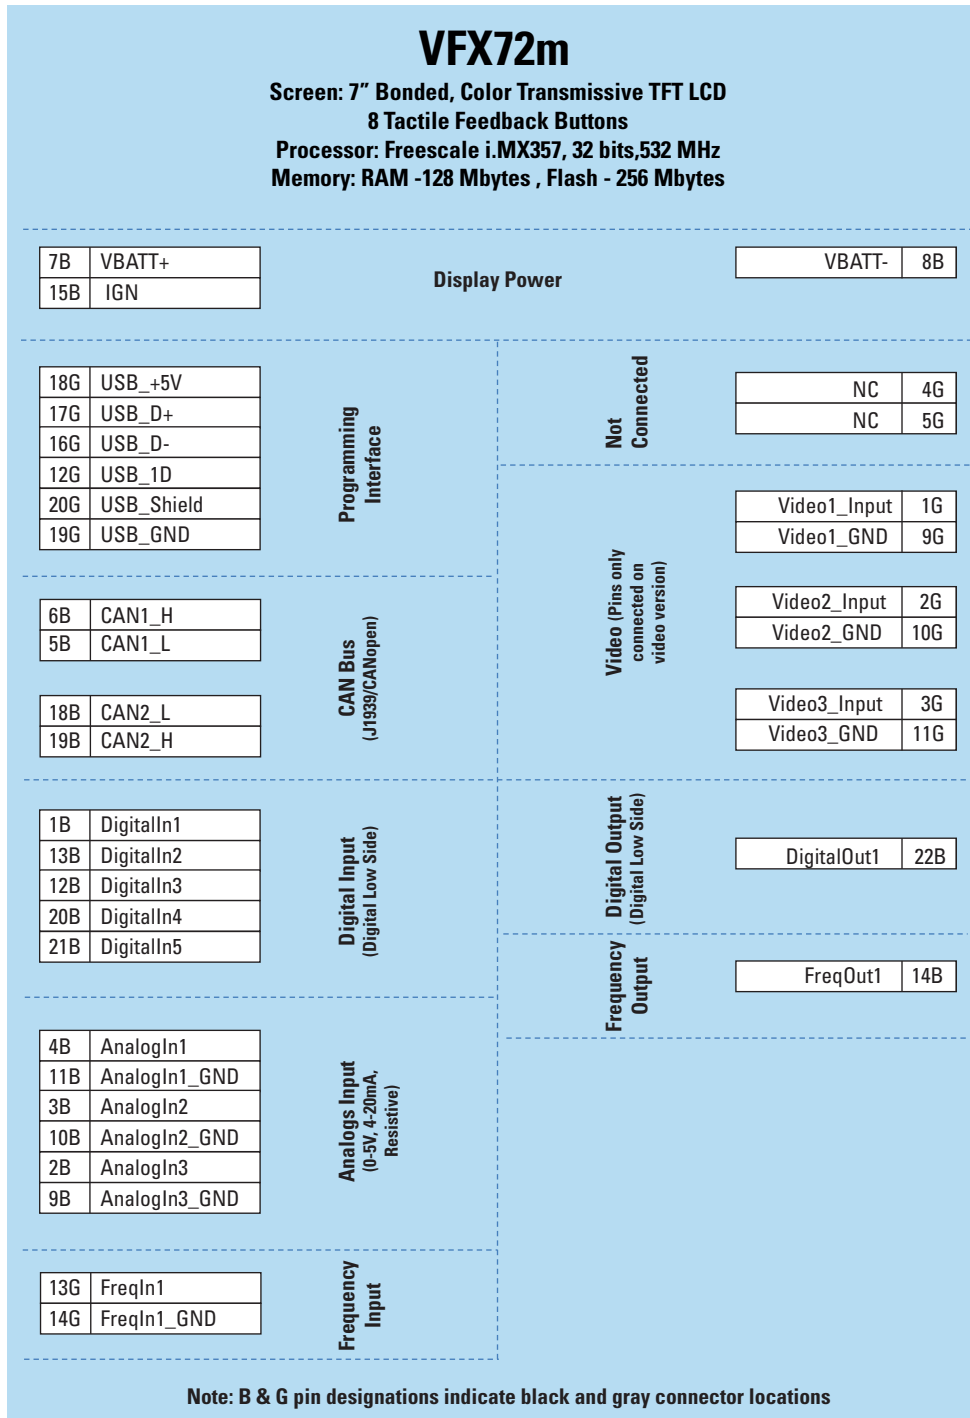 VFX72m
Screen: 7” Bonded, Color Transmissive TFT LCD
8 Tactile Feedback Buttons
Processor: Freescale i.MX357, 32 bits,532 MHz
Memory: RAM -128 Mbytes , Flash - 256 Mbytes
7B VBATT+
15B IGN
Display Power
VBATT- 8B
18G USB_+5V
17G USB_D+
16G USB_D-
12G USB_1D
20G USB_Shield
19G USB_GND
Programming
Interface
Not
Connected
NC 4G
NC 5G
6B CAN1_H
5B CAN1_L
18B CAN2_L
19B CAN2_H
CAN Bus
(J1939/CANopen)
Video (Pins only
connected on
video version)
Video1_Input 1G
Video1_GND 9G
Video2_Input 2G
Video2_GND 10G
Video3_Input 3G
Video3_GND 11G
1B DigitalIn1
13B DigitalIn2
12B DigitalIn3
20B DigitalIn4
21B DigitalIn5
Digital Input
(Digital Low Side)
Digital Output
(Digital Low Side)
DigitalOut1 22B
Frequency
Output
FreqOut1 14B
4B AnalogIn1
11B AnalogIn1_GND
3B AnalogIn2
10B AnalogIn2_GND
2B AnalogIn3
9B AnalogIn3_GND
Analogs Input
(0-5V, 4-20mA,
Resistive)
13G FreqIn1
14G FreqIn1_GND
Frequency
Input
Note: B & G pin designations indicate black and gray connector locations